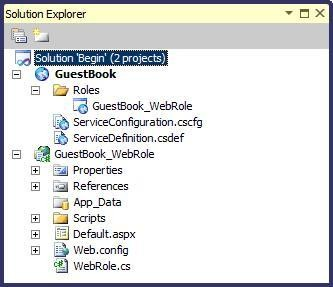 Solution Explorer
Solution 'Begin' (2 projects)
GuestBook
Roles
GuestBook_WebRole
ServiceConfiguration.cscfg
ServiceDefinition.csdef
GuestBook_WebRole
Properties
References
App_Data
Scripts
Default.aspx
Web.config
WebRole.cs